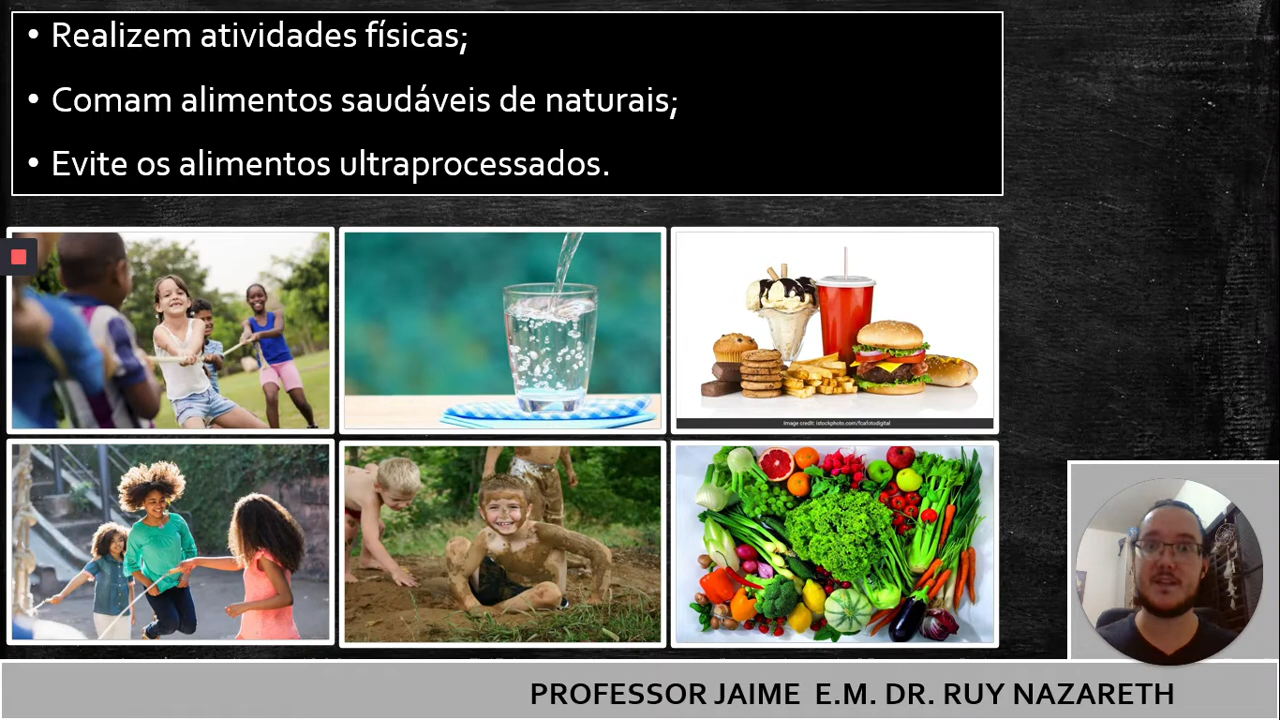 • Realizem atividades físicas;
• Comam alimentos saudáveis de naturais;
• Evite os alimentos ultraprocessados.
Image credit: istockphoto.com/fcafotodigital
PROFESSOR JAIME E.M. DR. RUY NAZARETH